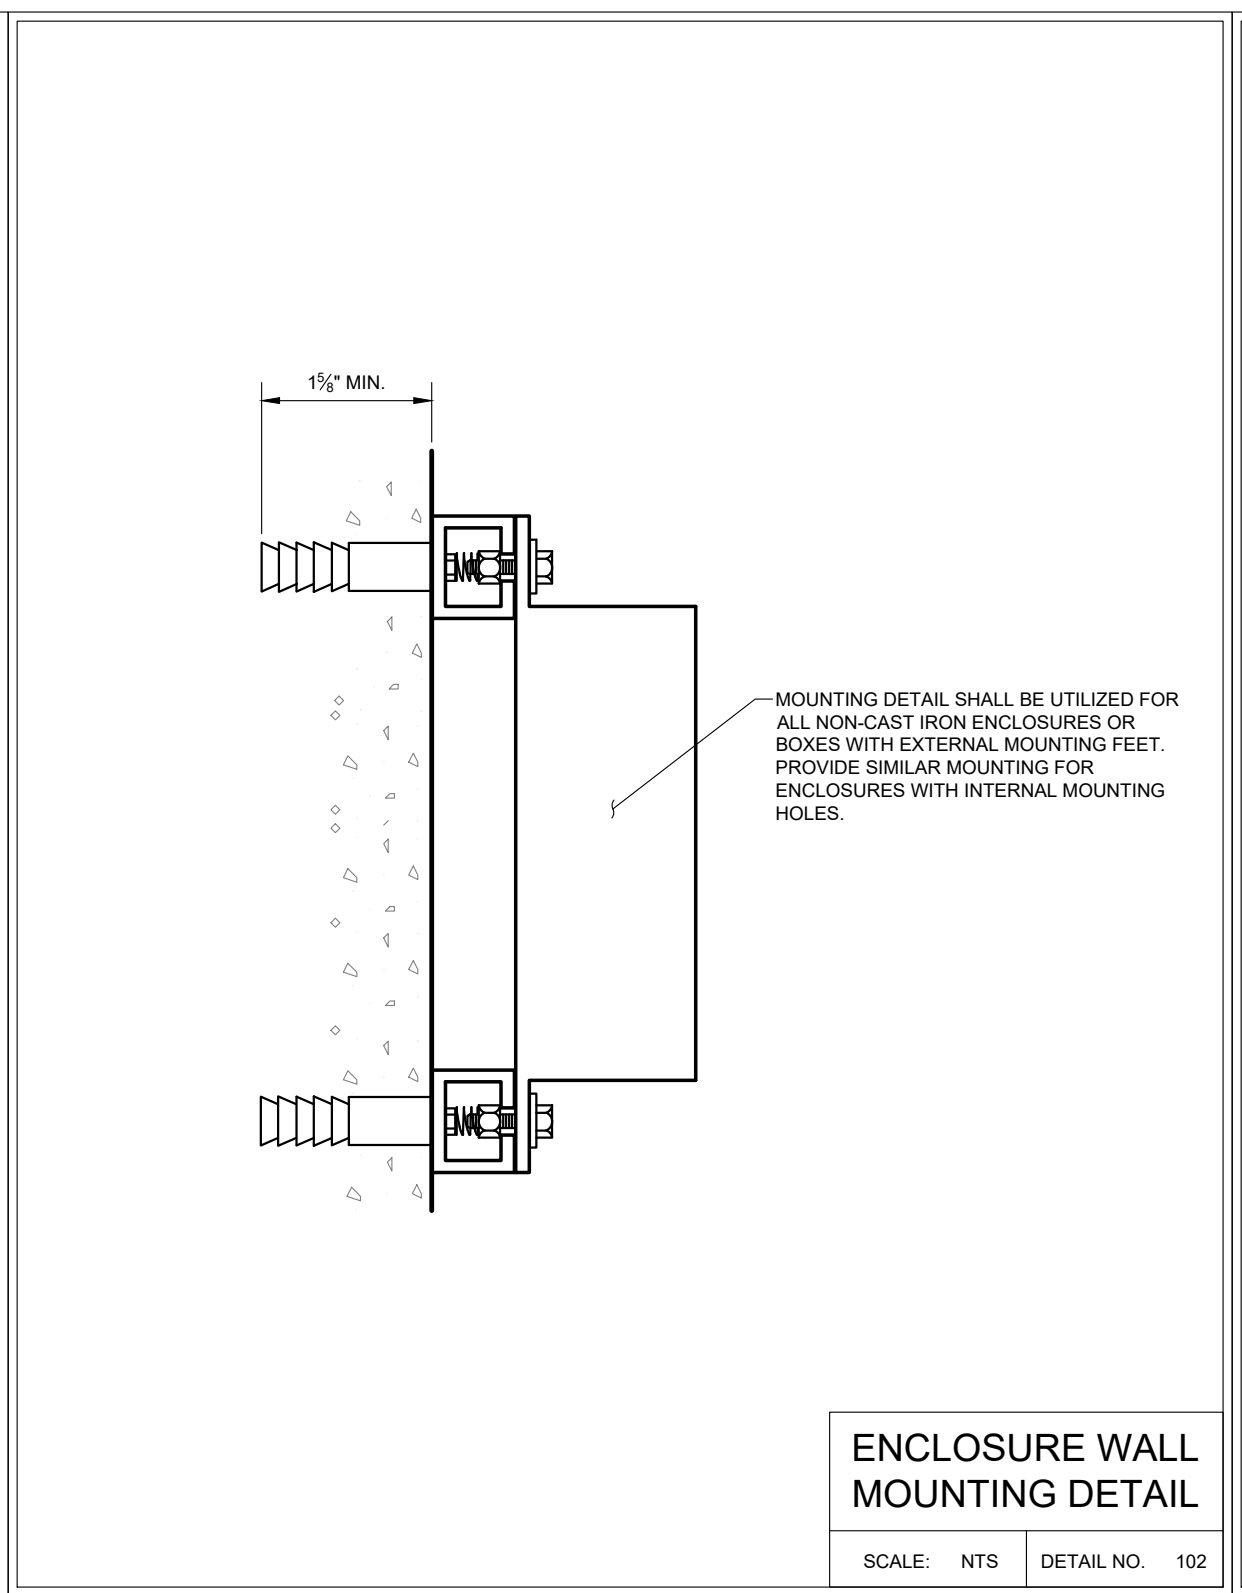 1⅝" MIN.
MOUNTING DETAIL SHALL BE UTILIZED FOR
ALL NON-CAST IRON ENCLOSURES OR
BOXES WITH EXTERNAL MOUNTING FEET.
PROVIDE SIMILAR MOUNTING FOR
ENCLOSURES WITH INTERNAL MOUNTING
HOLES.
ENCLOSURE WALL
MOUNTING DETAIL
SCALE: NTS DETAIL NO. 102